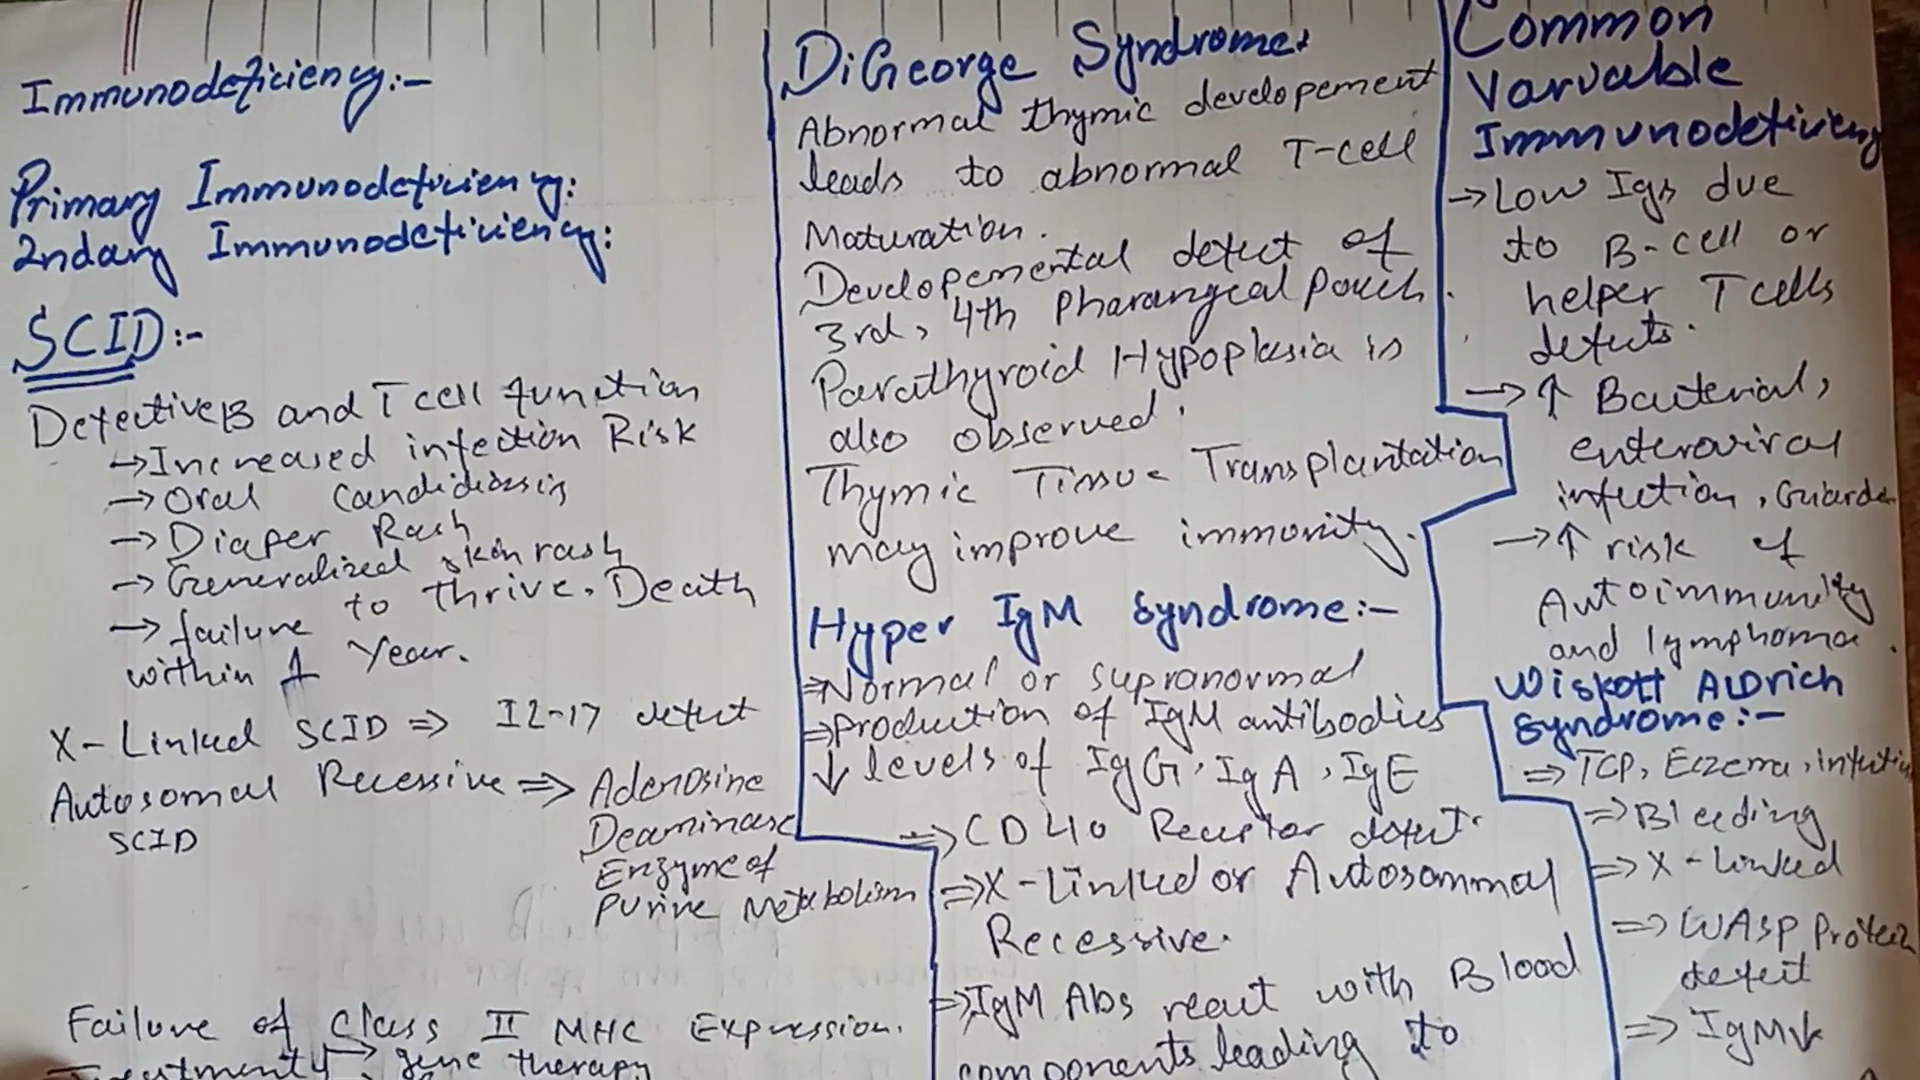 Immunodeficiency:-
Primary Immunodeficiency:
2ndary Immunodeficiency:
SCID:-
Defective B and T cell function
→Increased infection Risk
→Oral Candidiasis
→Diaper Rash
→Generalized skin rash
→failure to thrive. Death
within 1 Year.
X-Linked SCID ⇒ I2-17 defect
Autosomal Recessive ⇒ Adenosine
SCID
Deaminase
Enzyme of
Purine Metabolism
Failure of Class II MHC Expression.
gene therapy
DiGeorge Syndrome:
Abnormal thymic developement
leads to abnormal T-cell
Maturation.
Developemental defect of
3rd, 4th Pharangeal Pouch.
Parathyroid Hypoplasia is
also observed.
Thymic Tissue Transplantation
may improve immunity.
Hyper IgM Syndrome:-
⇒Normal or supranormal
⇒production of IgM antibodies
↓ levels of IgG, IgA, IgE
⇒CD40 Receptor defect.
⇒X-Linked or Autosommal
Recessive.
⇒IgM Abs react with Blood
components leading to
Common
Variable
Immunodeficiency
→Low Igs due
to B-cell or
helper T cells
defects.
→↑ Bacterial,
enteroviral
infection,
→↑ risk of
Autoimmunity
and lymphoma.
Wiskott ALDrich
Syndrome:-
⇒TCP, Eczema,
⇒Bleeding
⇒X-Linked
⇒WASP Protein
defect
⇒IgM↓